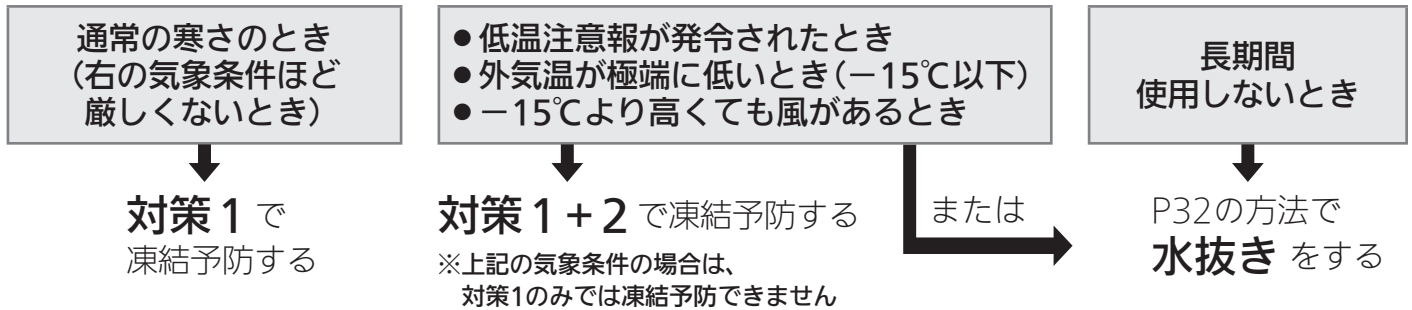 通常の寒さのとき
(右の気象条件ほど
厳しくないとき)
対策1で
凍結予防する
●低温注意報が発令されたとき
●外気温が極端に低いとき(－15℃以下)
●－15℃より高くても風があるとき
対策1+2で凍結予防する
※上記の気象条件の場合は、
対策1のみでは凍結予防できません
または
長期間
使用しないとき
P32の方法で
水抜きをする